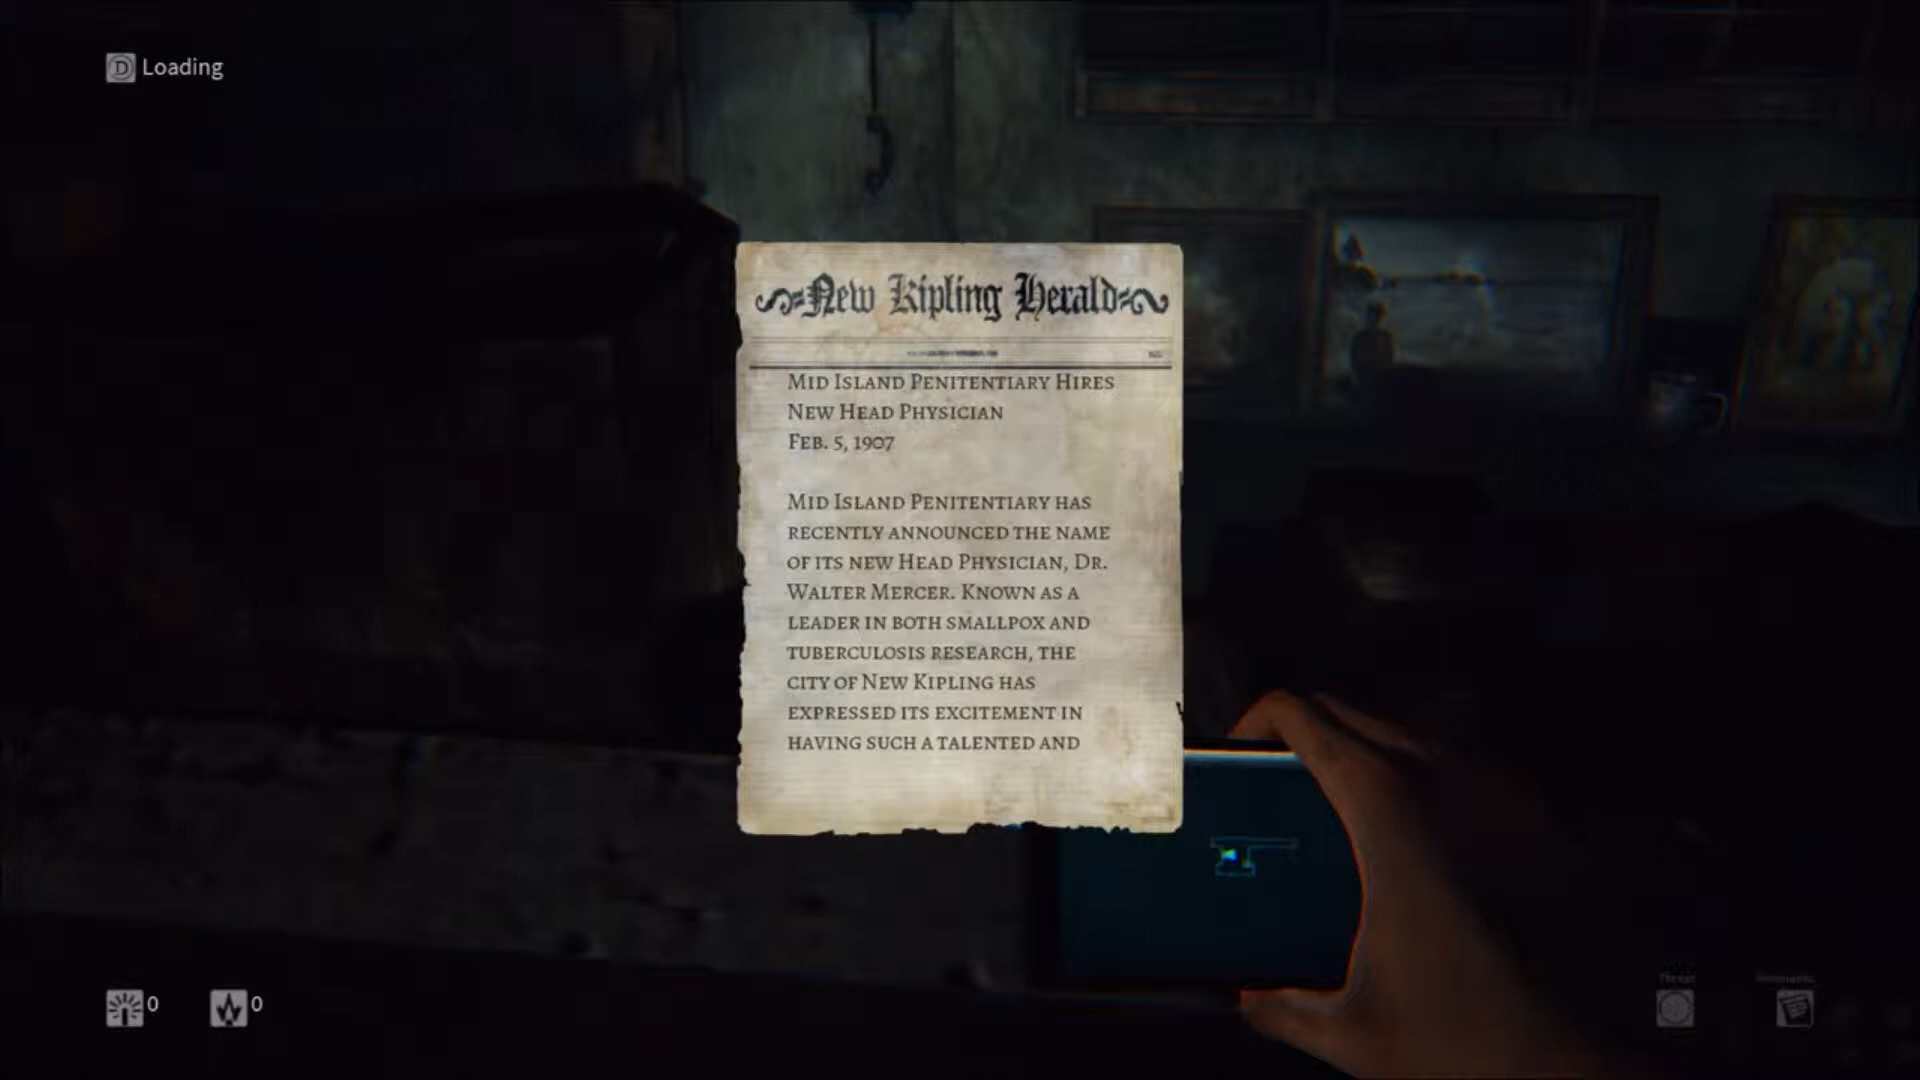 D Loading
New Kipling Herald
Mid Island Penitentiary Hires
New Head Physician
Feb. 5, 1907
Mid Island Penitentiary has
recently announced the name
of its new Head Physician, Dr.
Walter Mercer. Known as a
leader in both smallpox and
tuberculosis research, the
city of New Kipling has
expressed its excitement in
having such a talented and
0
0